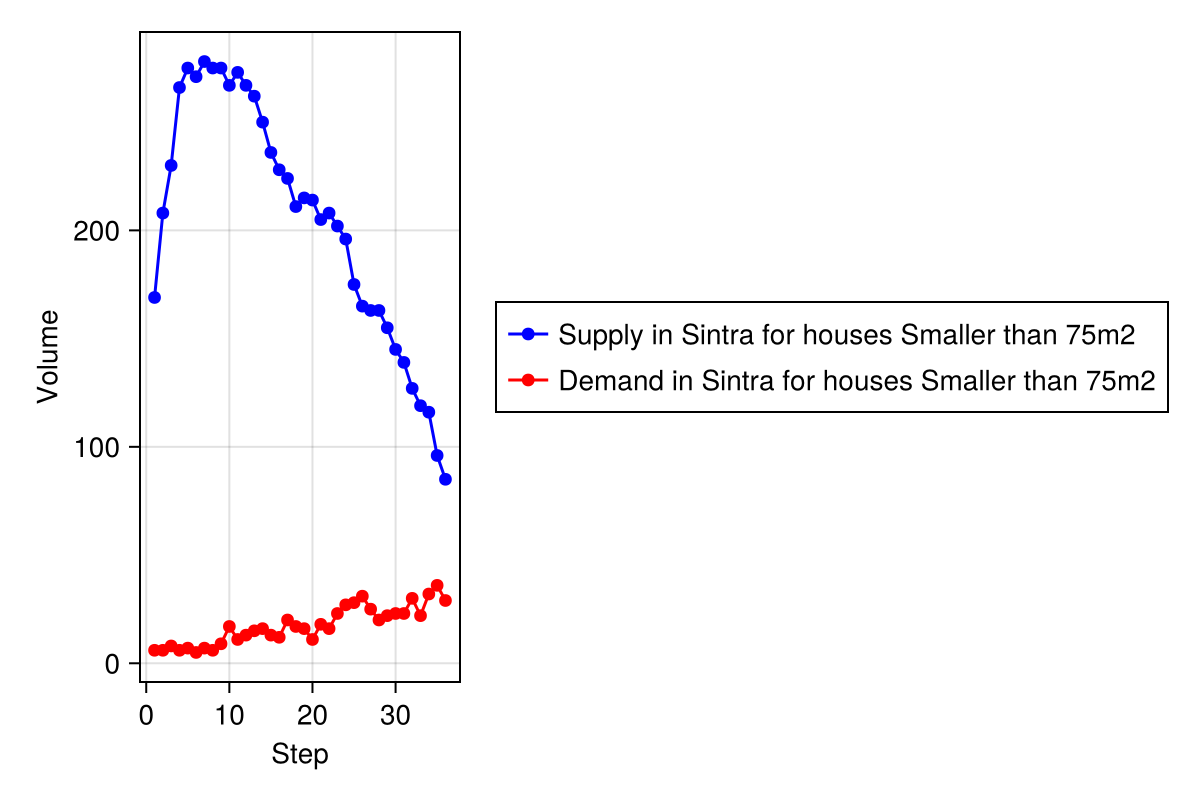 Volume
200
100
0
0 10 20 30
Step
Supply in Sintra for houses Smaller than 75m2
Demand in Sintra for houses Smaller than 75m2